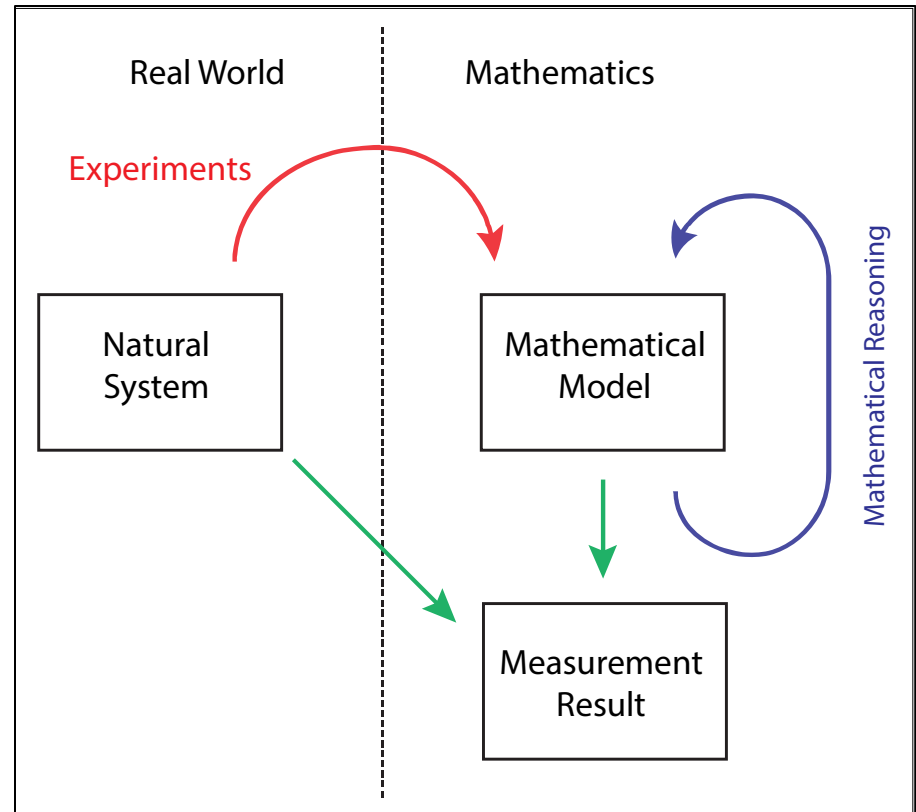 Real World
Mathematics
Experiments
Natural
System
Mathematical
Model
Mathematical Reasoning
Measurement
Result